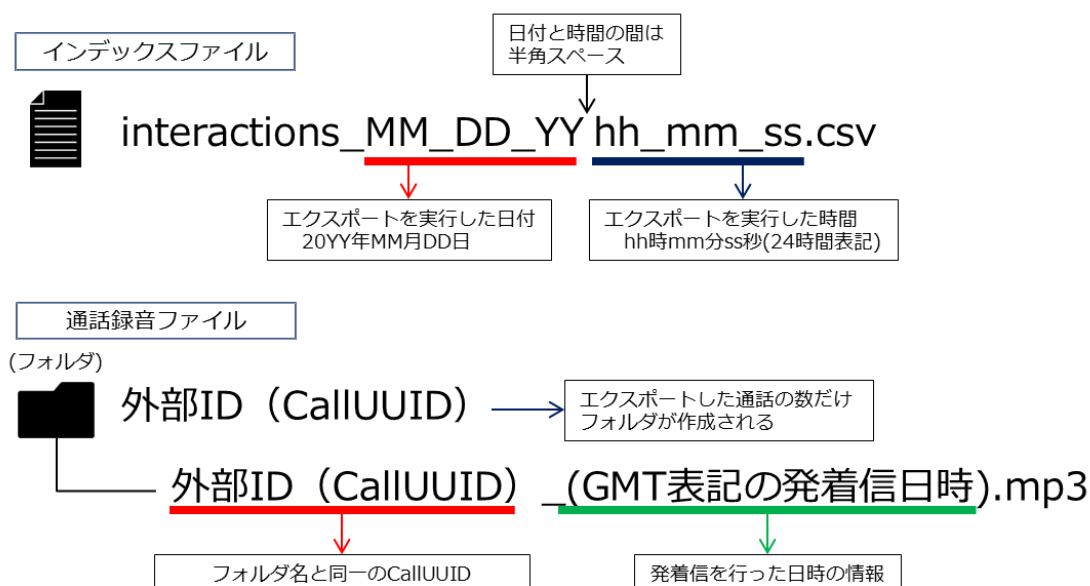 インデックスファイル
日付と時間の間は
半角スペース
interactions_MM_DD_YY hh_mm_ss.csv
エクスポートを実行した日付
20YY年MM月DD日
エクスポートを実行した時間
hh時mm分ss秒(24時間表記)
通話録音ファイル
(フォルダ)
外部ID（CallUUID）
エクスポートした通話の数だけ
フォルダが作成される
外部ID（CallUUID）_(GMT表記の発着信日時).mp3
フォルダ名と同一のCallUUID
発着信を行った日時の情報